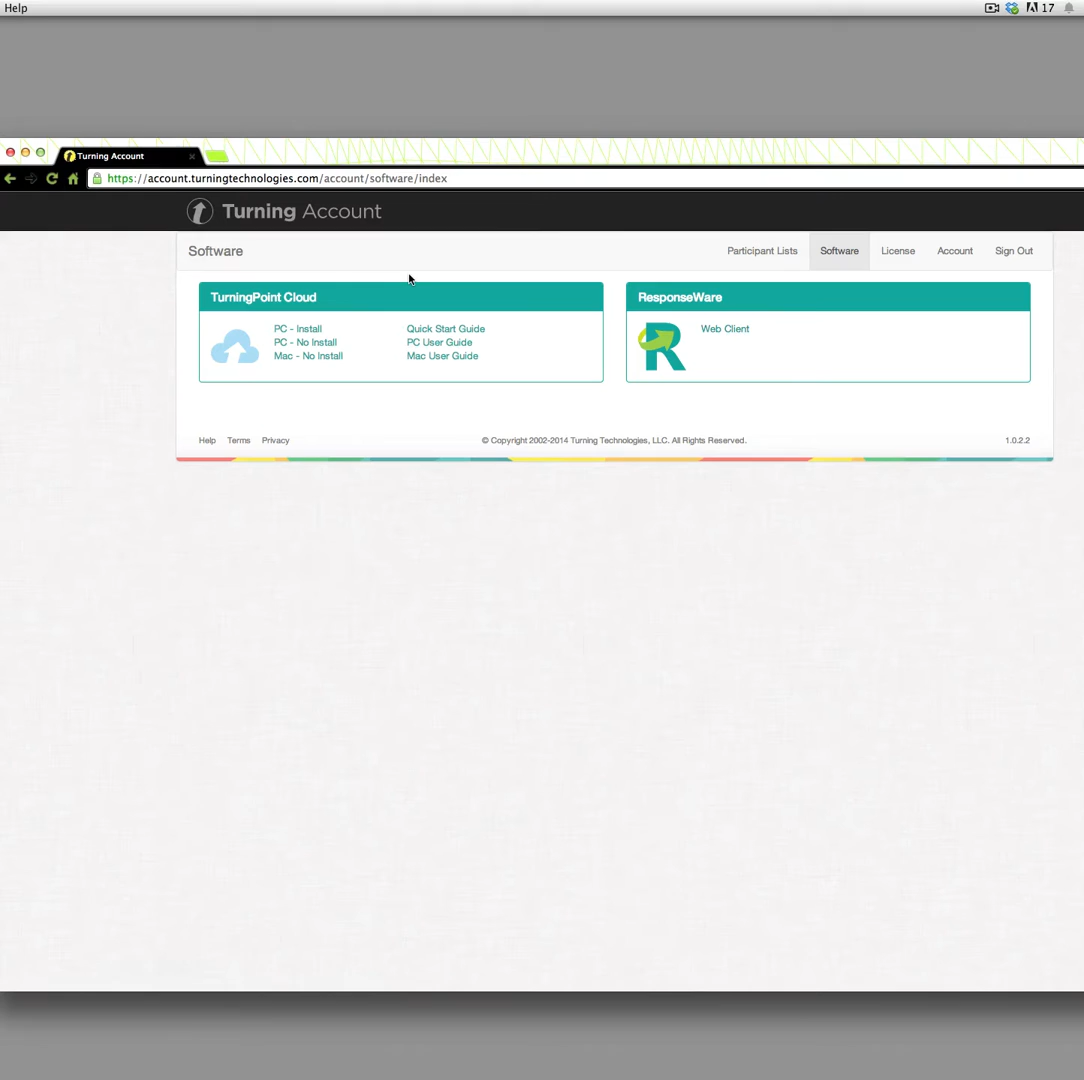 Help 17
Turning Account
https://account.turningtechnologies.com/account/software/index
Turning Account
Software Participant Lists Software License Account Sign Out
TurningPoint Cloud
PC - Install Quick Start Guide
PC - No Install PC User Guide
Mac - No Install Mac User Guide
ResponseWare
Web Client
Help Terms Privacy © Copyright 2002-2014 Turning Technologies, LLC. All Rights Reserved. 1.0.2.2